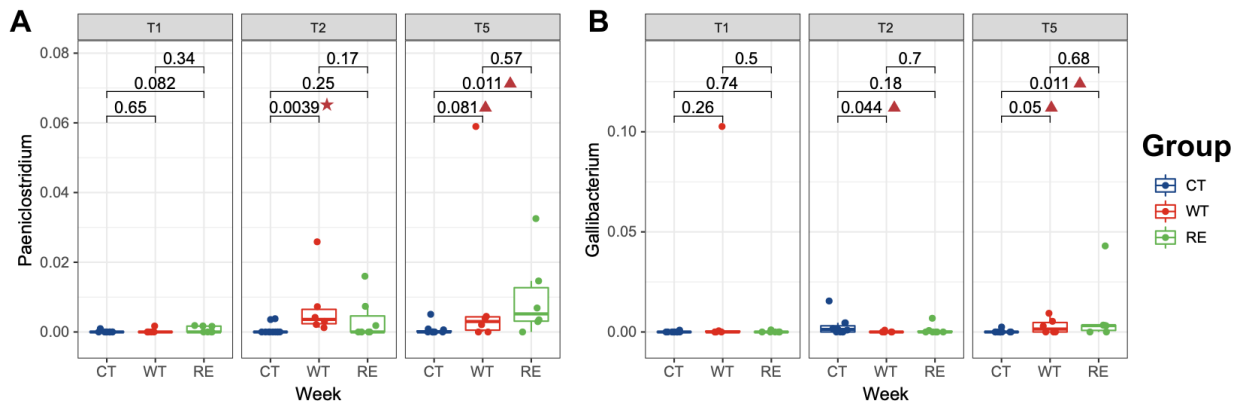 A
T1
T2
T5
0.08
0.06
0.04
0.02
0.00
Paeniclostridium
0.34
0.082
0.65
0.17
0.25
0.0039
0.57
0.011
0.081
CT WT RE
CT WT RE
CT WT RE
Week
B
T1
T2
T5
0.10
0.05
0.00
Gallibacterium
0.5
0.74
0.26
0.7
0.18
0.044
0.68
0.011
0.05
CT WT RE
CT WT RE
CT WT RE
Week
Group
CT
WT
RE